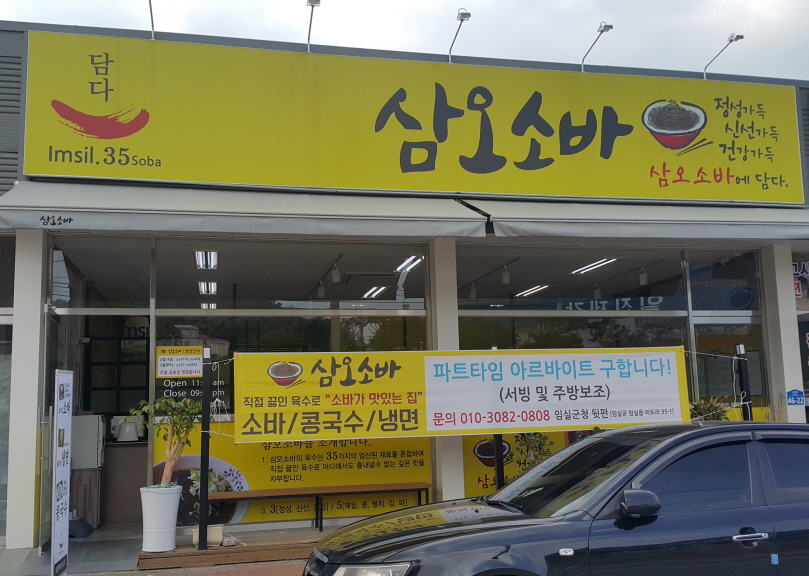 담다
Imsil.35 Soba
삼오소바
정성가득
신선가득
건강가득
삼오소바에 담다.
삼오소바
Open 11
Close 09
삼오소바
직접 끓인 육수로 "소바가 맛있는 집"
소바/콩국수/냉면
파트타임 아르바이트 구합니다!
(서빙 및 주방보조)
문의 010-3082-0808 임실군청 뒷편
삼오소바를 소개합니다.
1. 삼오소바의 육수는 35가지의 엄선된 재료를 혼합하여
직접 끓인 육수로 어디에서도 흉내낼수 없는 깊은 맛을
자부합니다.
콩국수
46-22